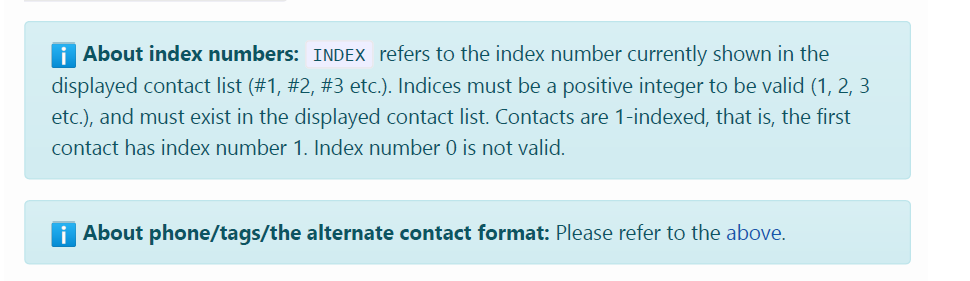 ℹ️ About index numbers: INDEX refers to the index number currently shown in the
displayed contact list (#1, #2, #3 etc.). Indices must be a positive integer to be valid (1, 2, 3
etc.), and must exist in the displayed contact list. Contacts are 1-indexed, that is, the first
contact has index number 1. Index number 0 is not valid.
ℹ️ About phone/tags/the alternate contact format: Please refer to the above.